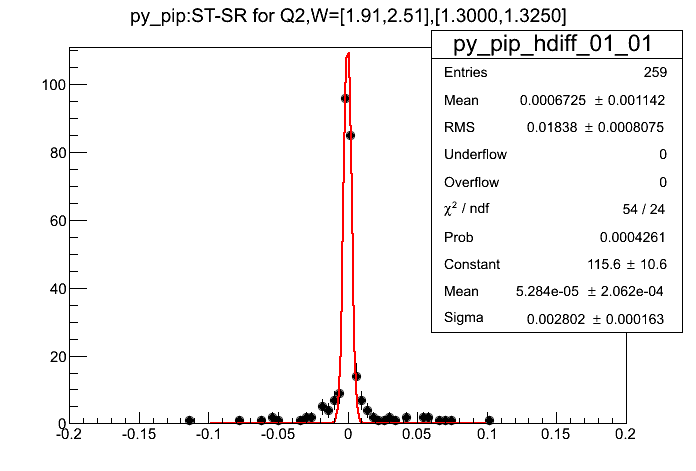 py_pip:ST-SR for Q2,W=[1.91,2.51],[1.3000,1.3250]
py_pip_hdiff_01_01
Entries 259
Mean 0.0006725 ± 0.001142
RMS 0.01838 ± 0.0008075
Underflow 0
Overflow 0
χ² / ndf 54 / 24
Prob 0.0004261
Constant 115.6 ± 10.6
Mean 5.284e-05 ± 2.062e-04
Sigma 0.002802 ± 0.000163
100
80
60
40
20
0
-0.2 -0.15 -0.1 -0.05 0 0.05 0.1 0.15 0.2